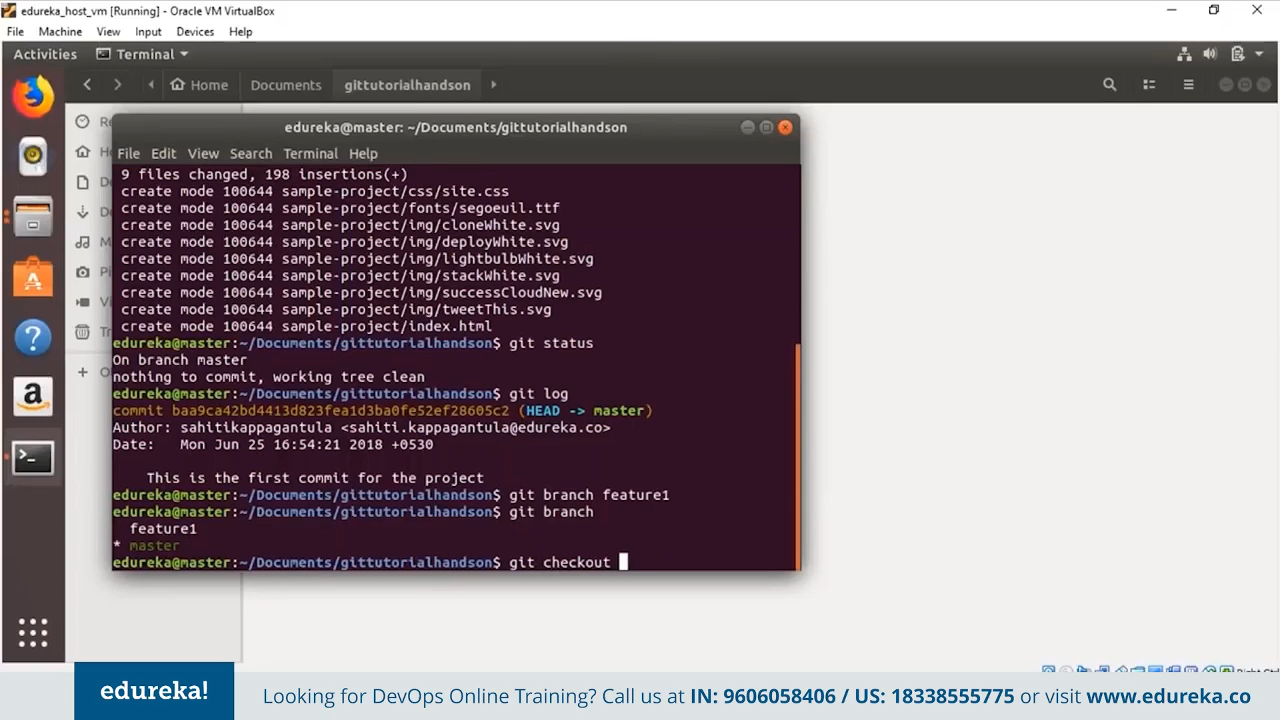 edureka_host_vm [Running] - Oracle VM VirtualBox
File Machine View Input Devices Help
Activities Terminal
Home Documents gittutorialhandson
edureka@master: ~/Documents/gittutorialhandson
File Edit View Search Terminal Help
9 files changed, 198 insertions(+)
create mode 100644 sample-project/css/site.css
create mode 100644 sample-project/fonts/segoeuil.ttf
create mode 100644 sample-project/img/cloneWhite.svg
create mode 100644 sample-project/img/deployWhite.svg
create mode 100644 sample-project/img/lightbulbWhite.svg
create mode 100644 sample-project/img/stackWhite.svg
create mode 100644 sample-project/img/successCloudNew.svg
create mode 100644 sample-project/img/tweetThis.svg
create mode 100644 sample-project/index.html
edureka@master:~/Documents/gittutorialhandson$ git status
On branch master
nothing to commit, working tree clean
edureka@master:~/Documents/gittutorialhandson$ git log
commit baa9ca42bd4413d823fea1d3ba0fe52ef28605c2 (HEAD -> master)
Author: sahitikappagantula <sahiti.kappagantula@edureka.co>
Date:   Mon Jun 25 16:54:21 2018 +0530
This is the first commit for the project
edureka@master:~/Documents/gittutorialhandson$ git branch feature1
edureka@master:~/Documents/gittutorialhandson$ git branch
feature1
* master
edureka@master:~/Documents/gittutorialhandson$ git checkout
edureka!
Looking for DevOps Online Training? Call us at IN: 9606058406 / US: 18338555775 or visit www.edureka.co